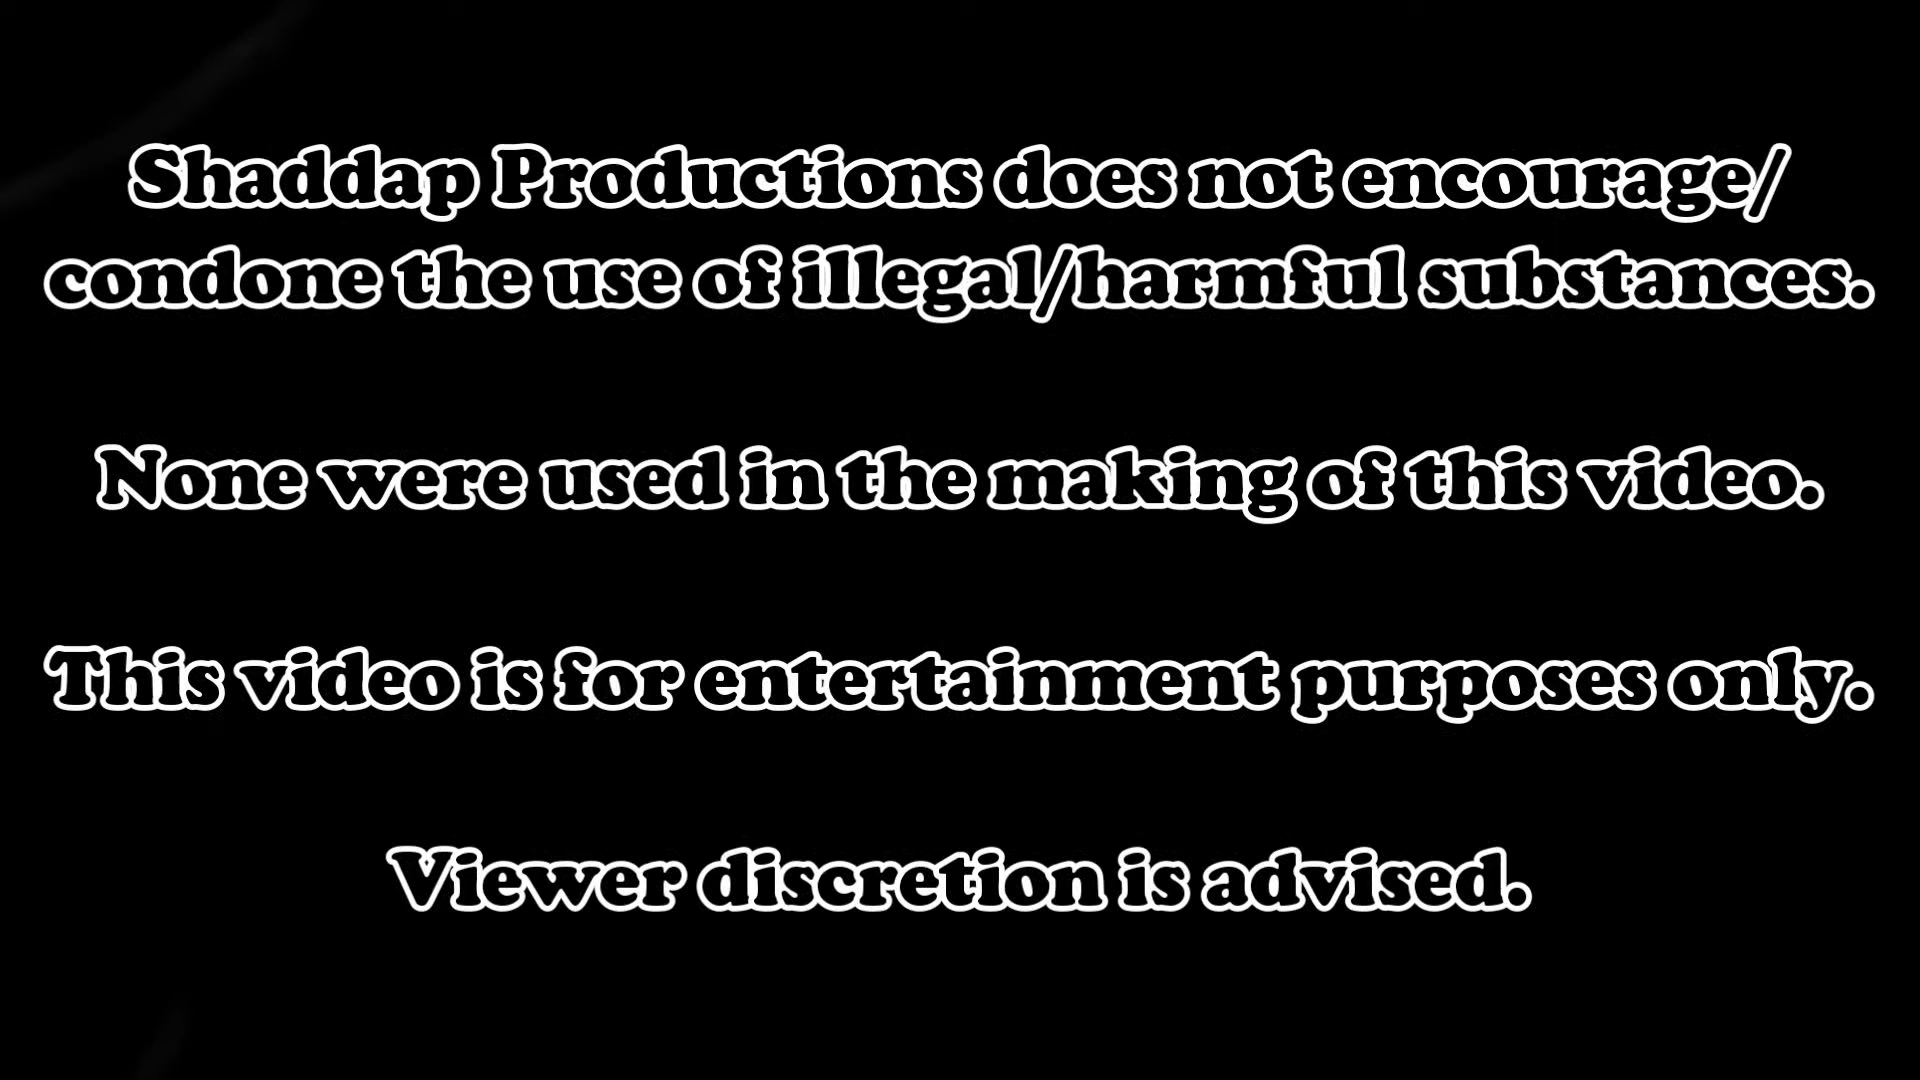 Shaddap Productions does not encourage/
condone the use of illegal/harmful substances.
None were used in the making of this video.
This video is for entertainment purposes only.
Viewer discretion is advised.